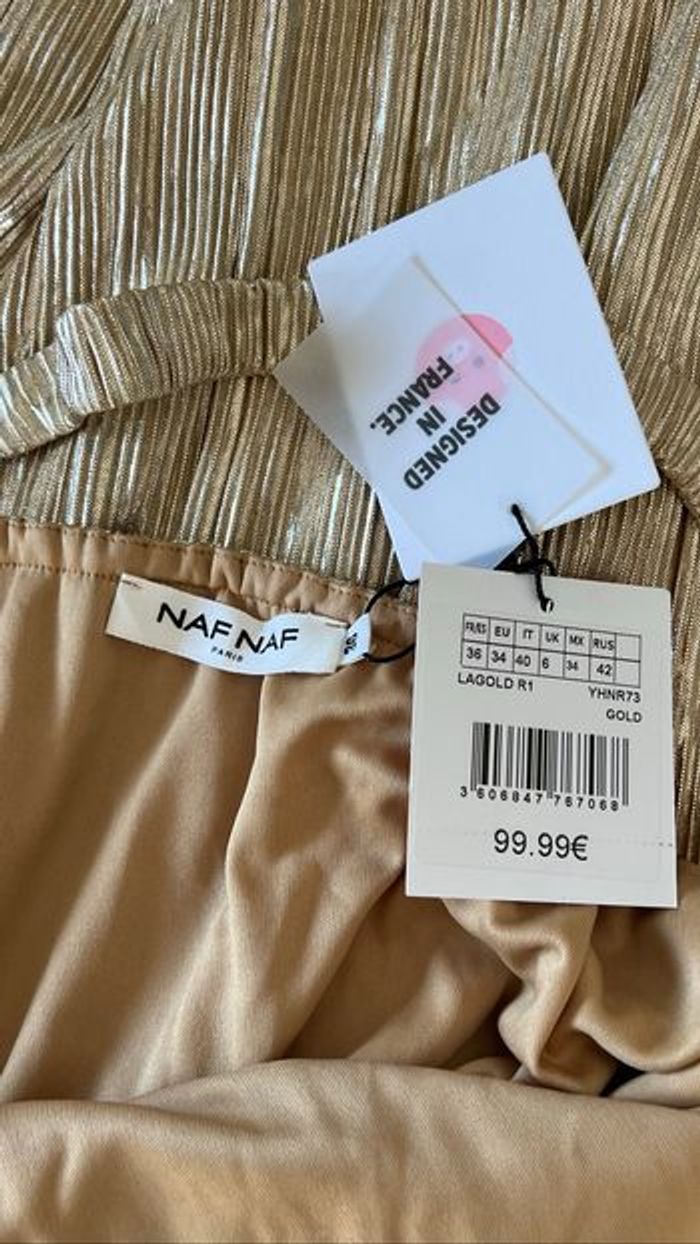 DESIGNED
IN
FRANCE.
NAF NAF
PARIS
36
FR/ES EU IT UK MX RUS
36 34 40 6 34 42
LAGOLD R1 YHNR73
GOLD
3 606847 767068
99.99€